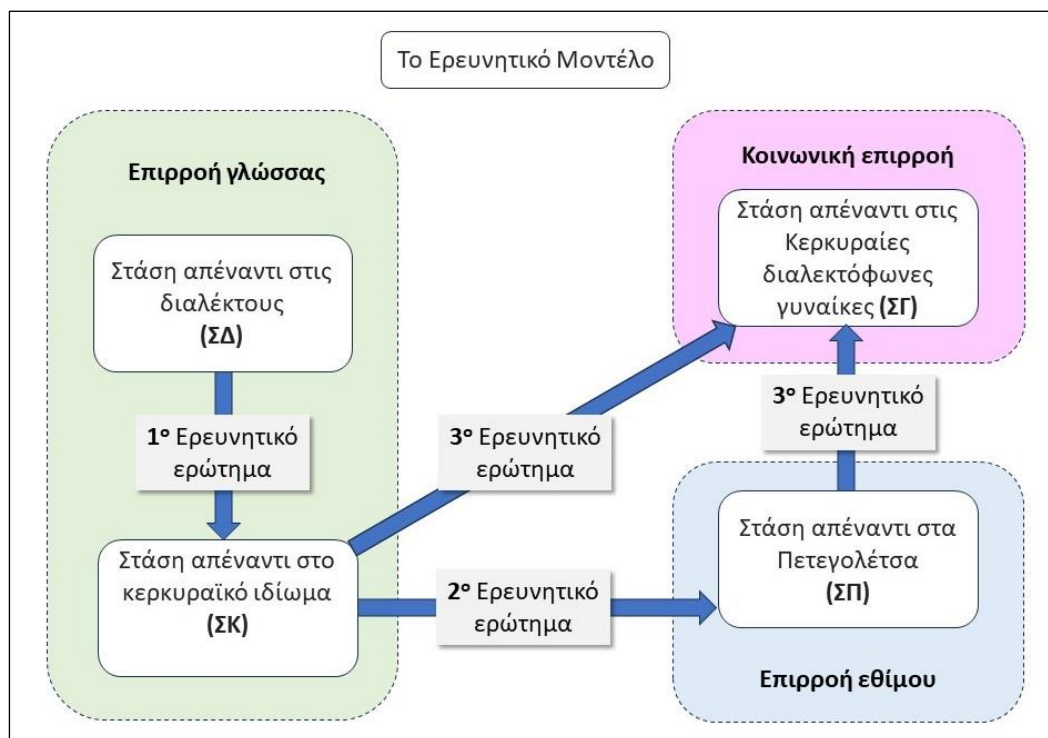 Το Ερευνητικό Μοντέλο
Επιρροή γλώσσας
Στάση απέναντι στις
διαλέκτους
(ΣΔ)
1ο Ερευνητικό
ερώτημα
Στάση απέναντι στο
κερκυραϊκό ιδίωμα
(ΣΚ)
3ο Ερευνητικό
ερώτημα
2ο Ερευνητικό
ερώτημα
Κοινωνική επιρροή
Στάση απέναντι στις
Κερκυραίες
διαλεκτόφωνες
γυναίκες (ΣΓ)
3ο Ερευνητικό
ερώτημα
Στάση απέναντι στα
Πετεγολέτσα
(ΣΠ)
Επιρροή εθίμου